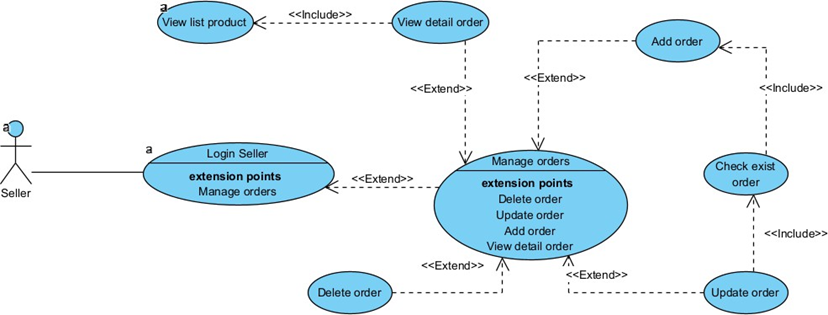 a
View list product
<<Include>>
View detail order
Add order
<<Extend>>
<<Extend>>
<<Include>>
a
Seller
a
Login Seller
extension points
Manage orders
<<Extend>>
Manage orders
extension points
Delete order
Update order
Add order
View detail order
Check exist
order
<<Include>>
<<Extend>>
<<Extend>>
Delete order
Update order